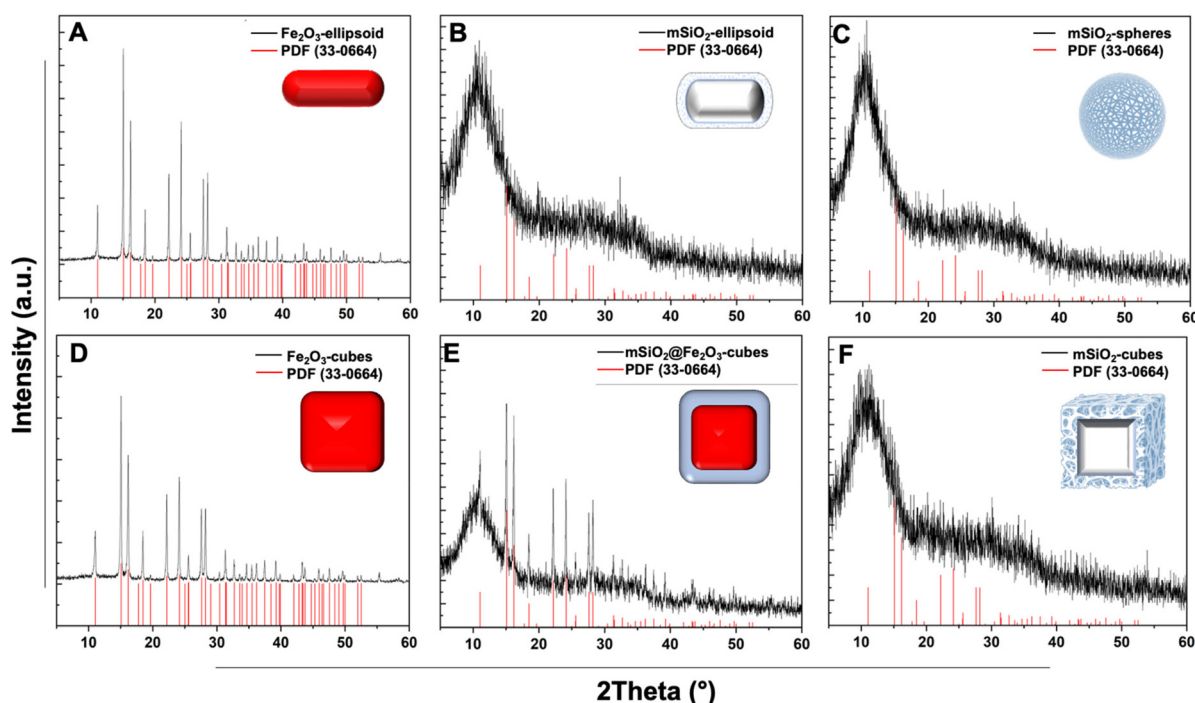 A
Fe₂O₃-ellipsoid
PDF (33-0664)
10 20 30 40 50 60
B
mSiO₂-ellipsoid
PDF (33-0664)
10 20 30 40 50 60
C
mSiO₂-spheres
PDF (33-0664)
10 20 30 40 50 60
D
Fe₂O₃-cubes
PDF (33-0664)
10 20 30 40 50 60
E
mSiO₂@Fe₂O₃-cubes
PDF (33-0664)
10 20 30 40 50 60
F
mSiO₂-cubes
PDF (33-0664)
10 20 30 40 50 60
Intensity (a.u.)
2Theta (°)